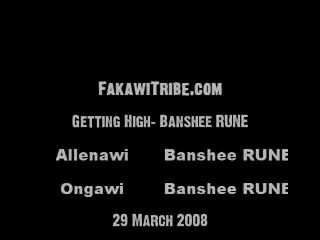 FakawiTribe.com
Getting High- Banshee RUNE
Allenawi Banshee RUNE
Ongawi Banshee RUNE
29 March 2008